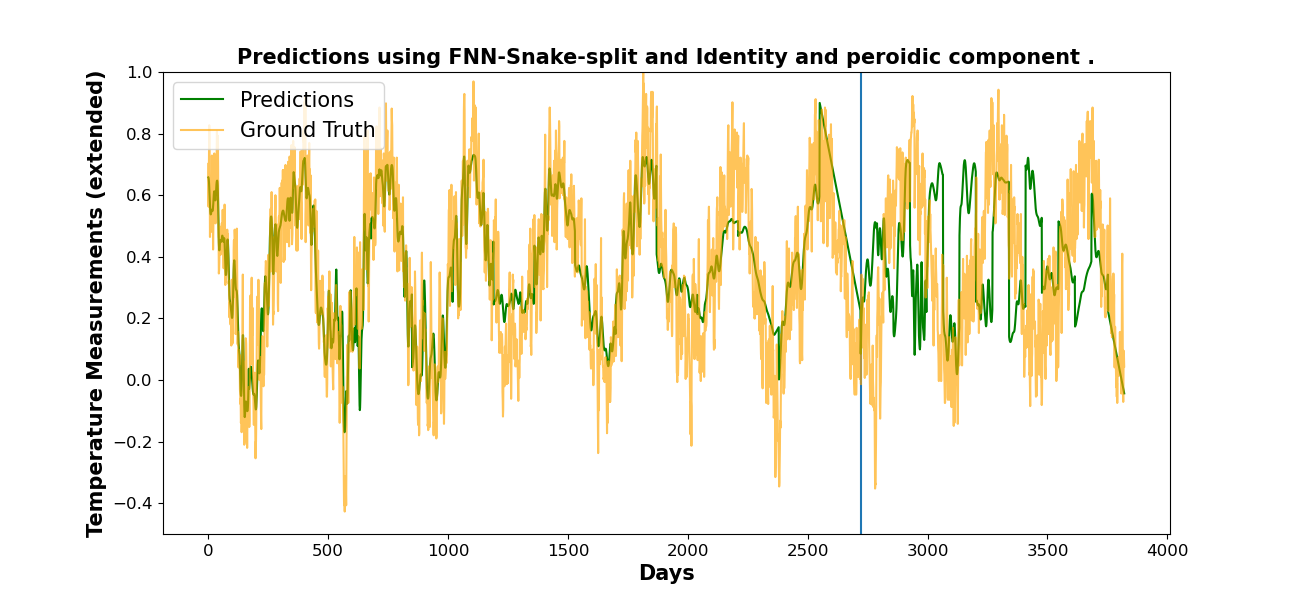 Predictions using FNN-Snake-split and Identity and peroidic component .
Temperature Measurements (extended)
1.0
0.8
0.6
0.4
0.2
0.0
−0.2
−0.4
Predictions
Ground Truth
0 500 1000 1500 2000 2500 3000 3500 4000
Days